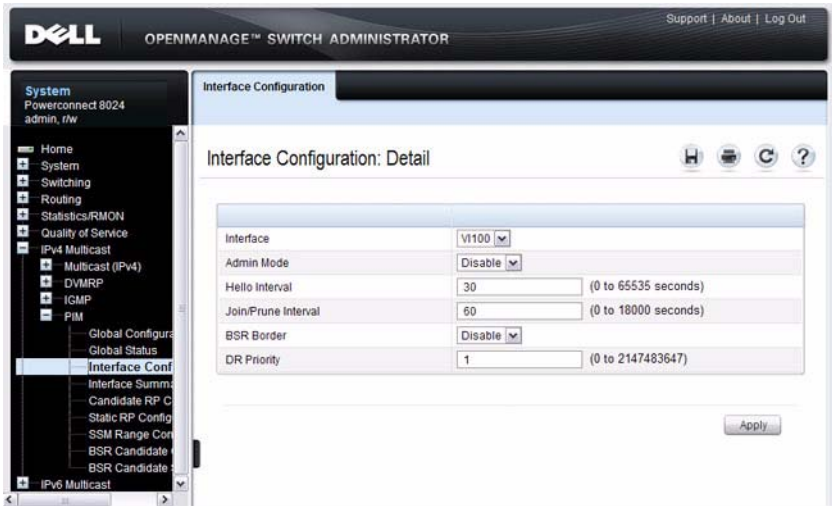 Support | About | Log Out
DELL OPENMANAGE™ SWITCH ADMINISTRATOR
System
Powerconnect 8024
admin, r/w
Home
System
Switching
Routing
Statistics/RMON
Quality of Service
IPv4 Multicast
Multicast (IPv4)
DVMRP
IGMP
PIM
Global Configura
Global Status
Interface Conf
Interface Summa
Candidate RP C
Static RP Config
SSM Range Con
BSR Candidate
BSR Candidate
IPv6 Multicast
Interface Configuration
Interface Configuration: Detail
Interface Vl100
Admin Mode Disable
Hello Interval 30 (0 to 65535 seconds)
Join/Prune Interval 60 (0 to 18000 seconds)
BSR Border Disable
DR Priority 1 (0 to 2147483647)
Apply